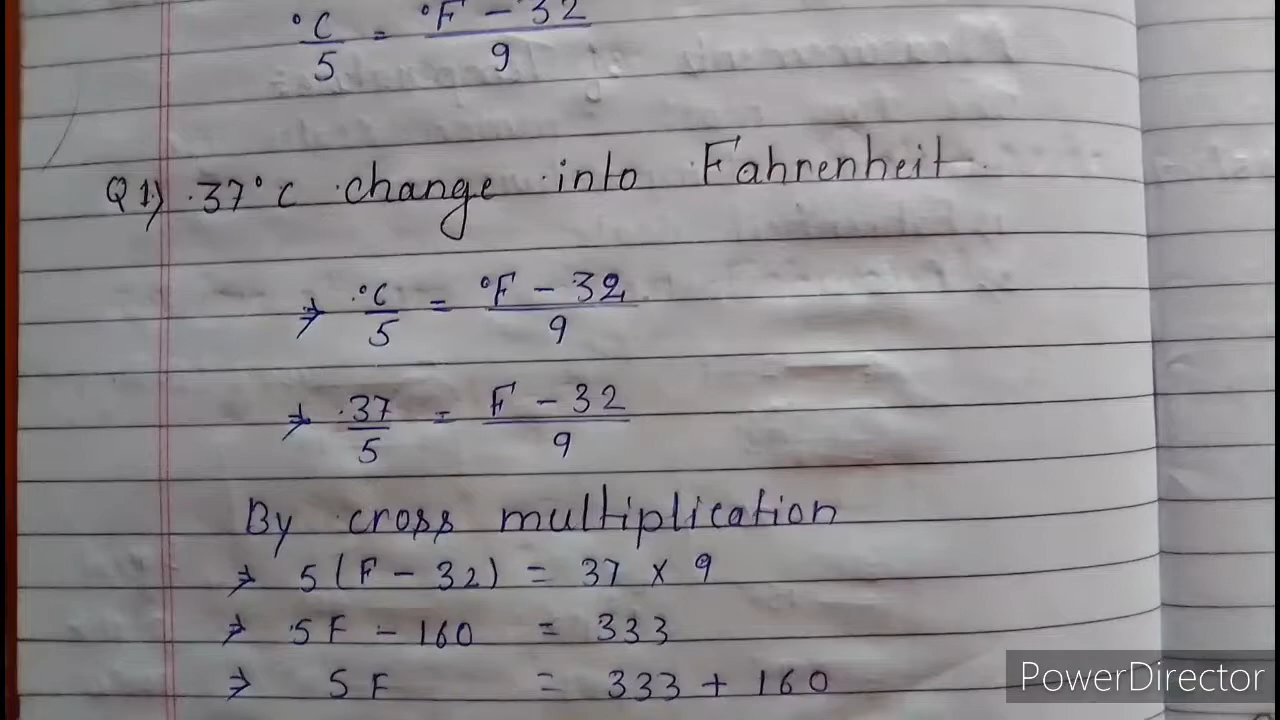 °C/5 = °F - 32/9
Q1) 37°C change into Fahrenheit.
⇒ °C/5 = °F - 32/9
⇒ 37/5 = F - 32/9
By cross multiplication
⇒ 5(F - 32) = 37 × 9
⇒ 5F - 160 = 333
⇒ 5F = 333 + 160
PowerDirector